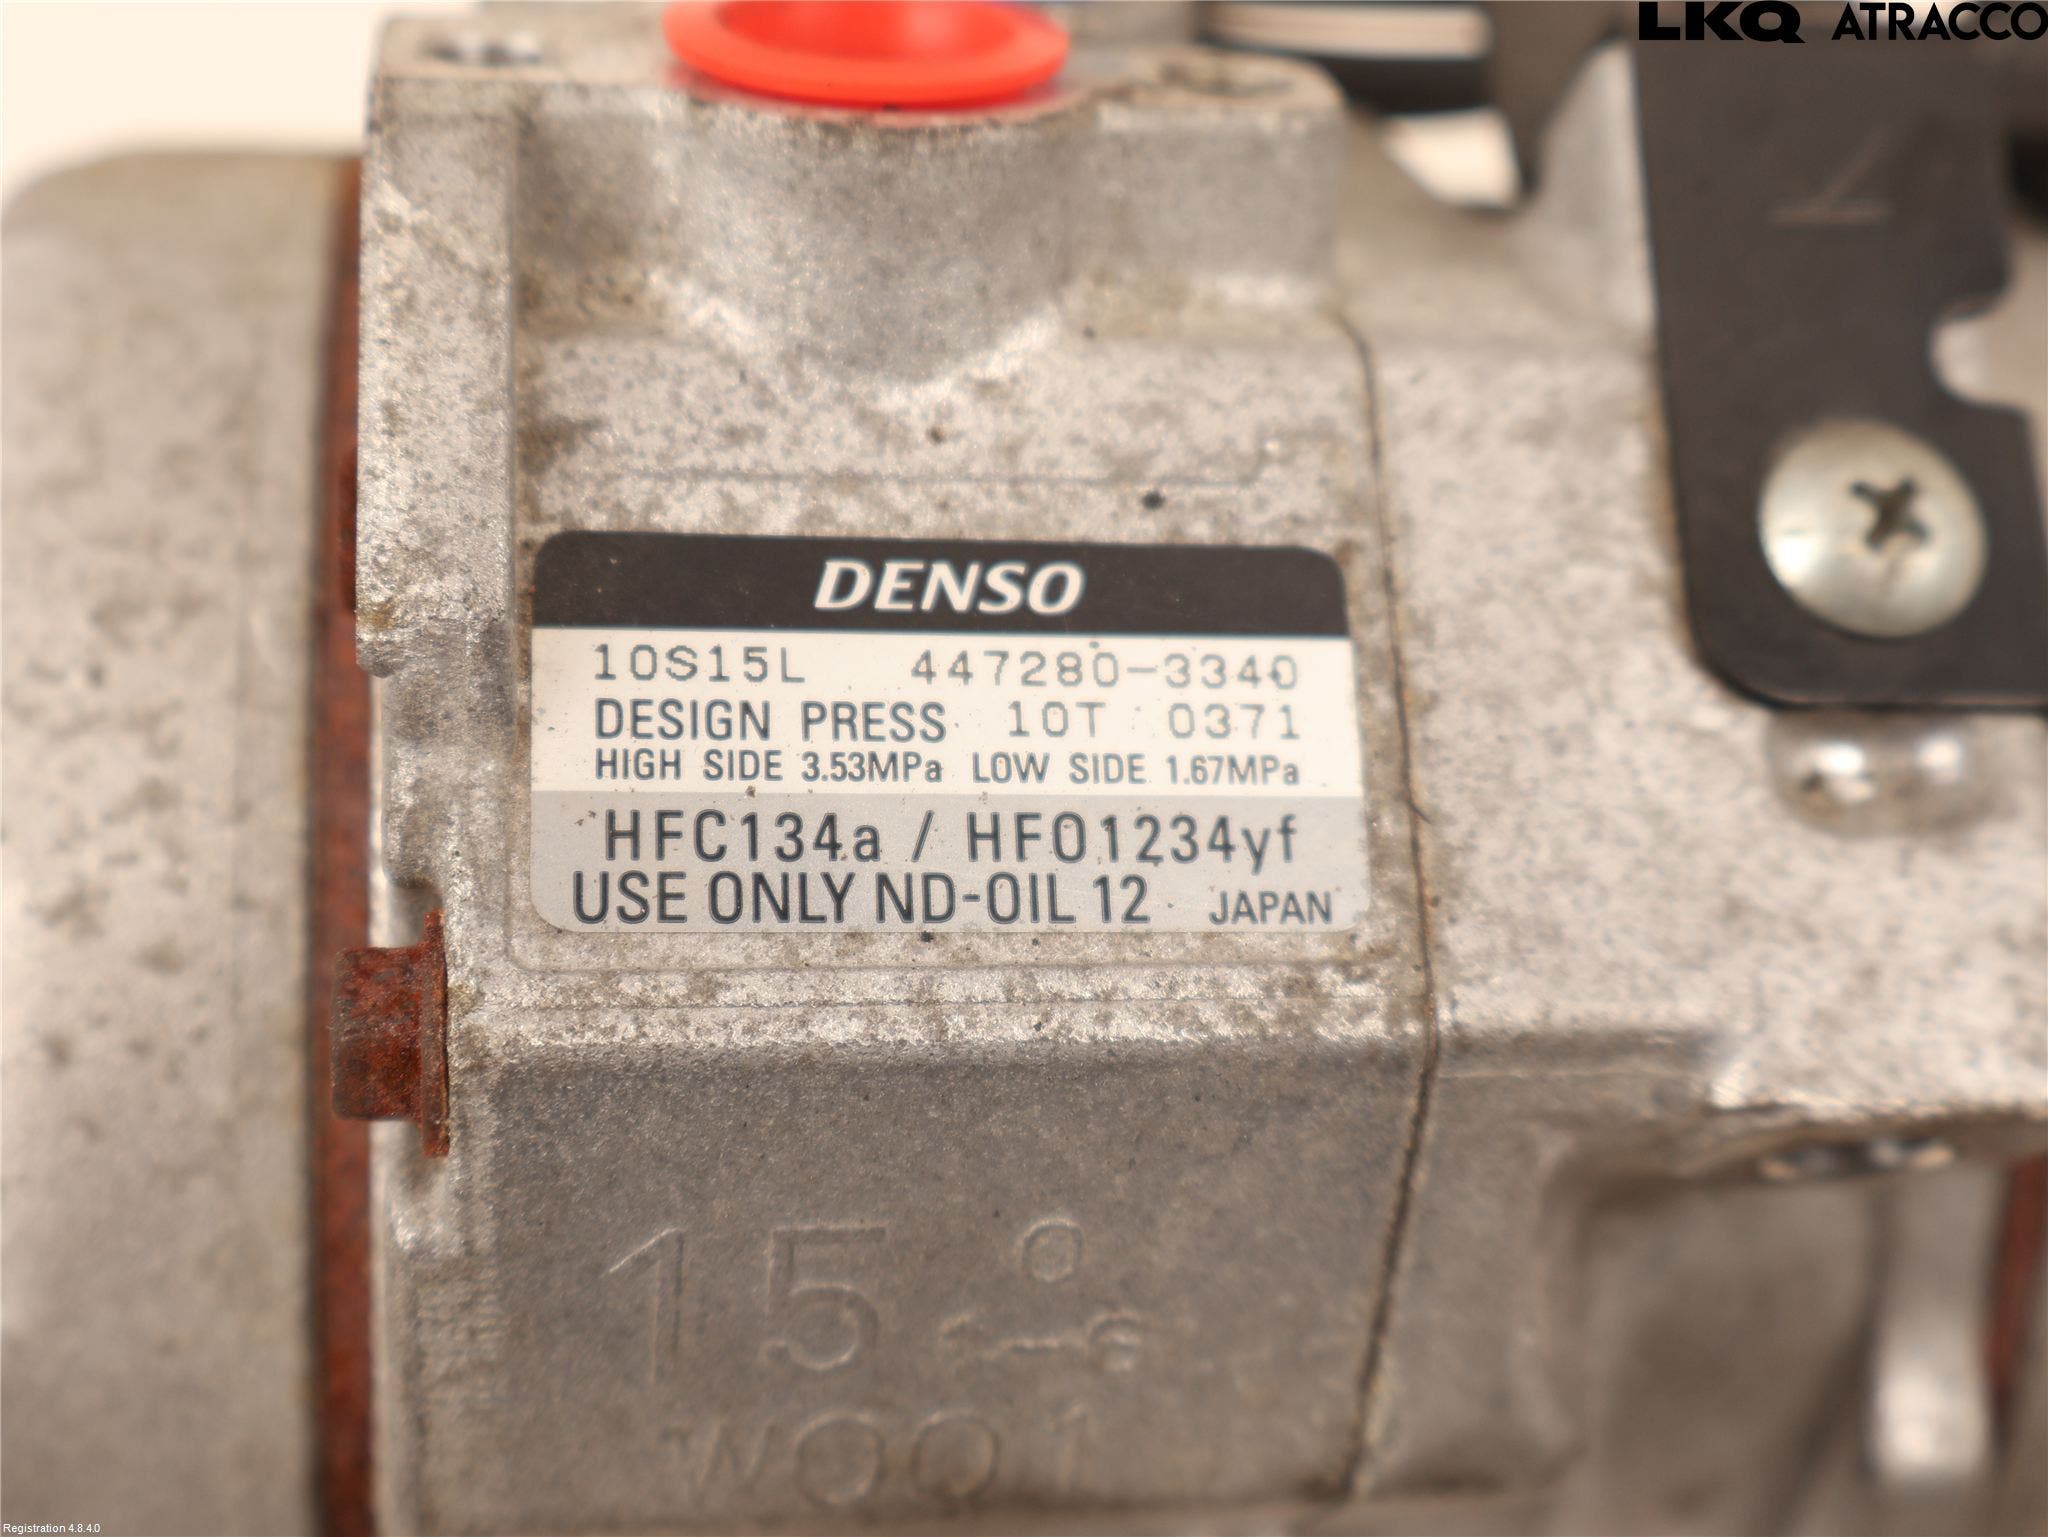 LKQ ATRACCO
DENSO
10S15L 447280-3340
DESIGN PRESS 10T 0371
HIGH SIDE 3.53MPa LOW SIDE 1.67MPa
HFC134a / HFO1234yf
USE ONLY ND-OIL 12 JAPAN
15
W001
Registration 4.8.4.0